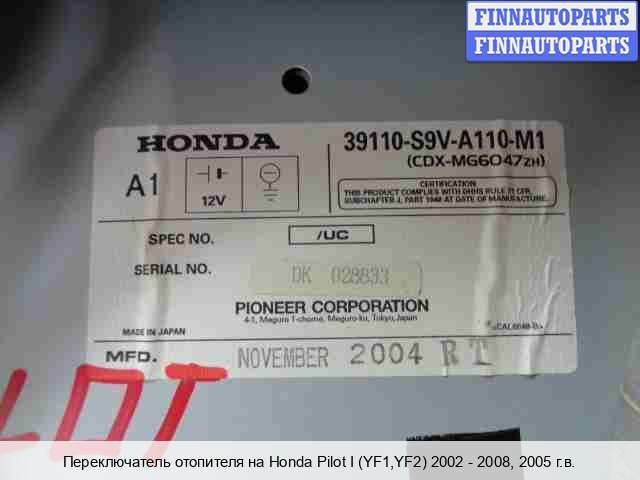 FINNAUTOPARTS
FINNAUTOPARTS
HONDA
39110-S9V-A110-M1
(CDX-MG6047ZH)
A1
12V
CERTIFICATION
THIS PRODUCT COMPLIES WITH DHHS RULE 21 CFR,
SUBCHAPTER J, PART 1040 AT DATE OF MANUFACTURE.
SPEC NO.
/UC
SERIAL NO.
DK 028833
PIONEER CORPORATION
4-1, Meguro 1-chome, Meguro-ku, Tokyo, Japan
MADE IN JAPAN
MFD.
NOVEMBER 2004 RT
LOT
Переключатель отопителя на Honda Pilot I (YF1,YF2) 2002 - 2008, 2005 г.в.